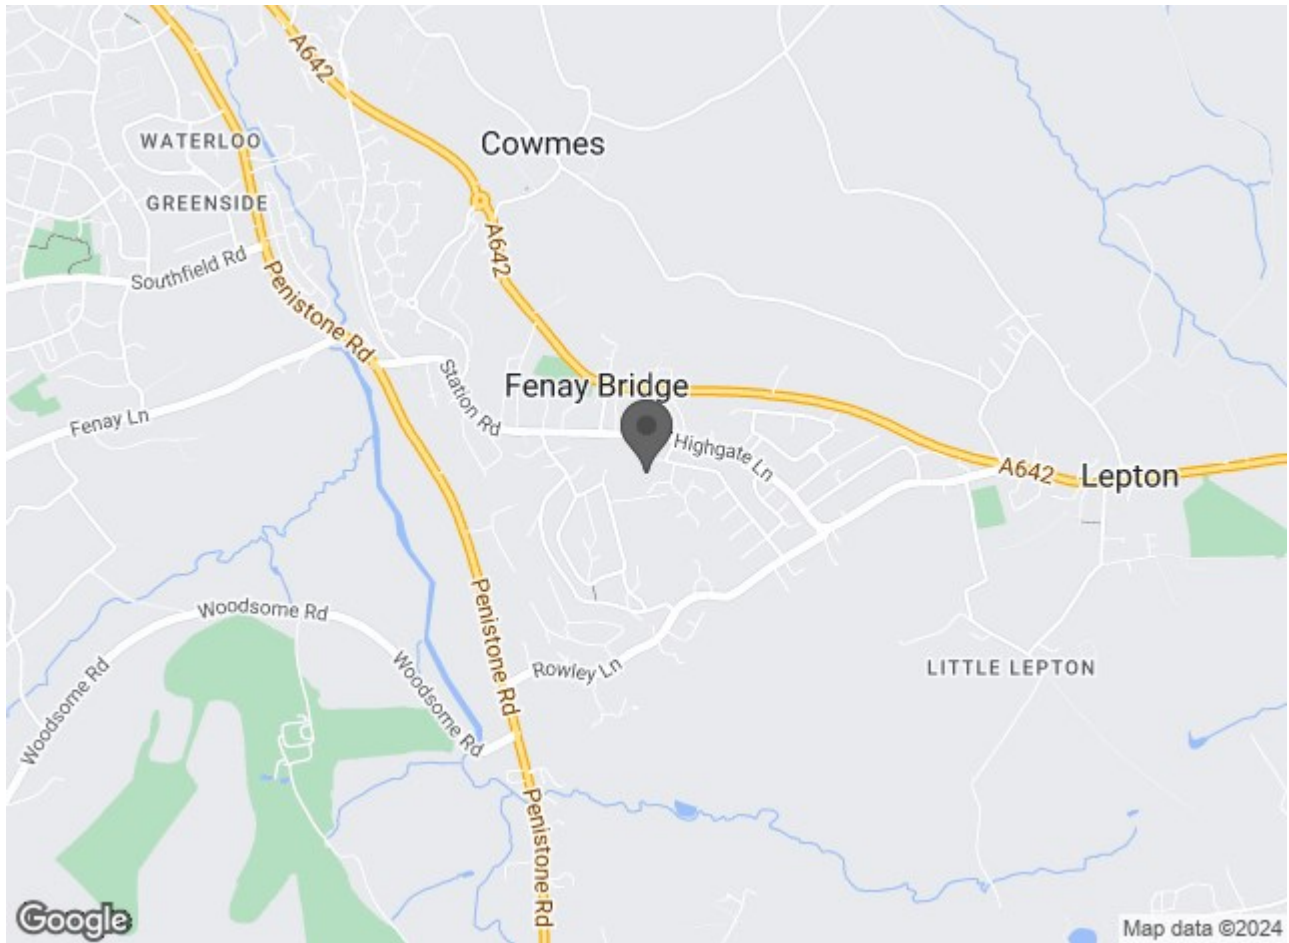 A642
WATERLOO
Cowmes
GREENSIDE
A642
Southfield Rd
Penistone Rd
Station Rd
Fenay Bridge
Fenay Ln
Highgate Ln
A642
Lepton
Woodsome Rd
Penistone Rd
Woodsome Rd
Woodsome Rd
Rowley Ln
LITTLE LEPTON
Penistone Rd
Google
Map data ©2024